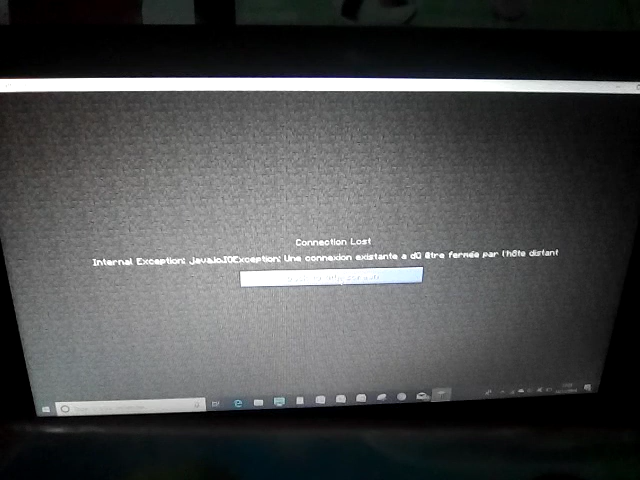 Connection Lost
Internal Exception: java.io.IOException: Une connexion existante a dû être fermée par l'hôte distant